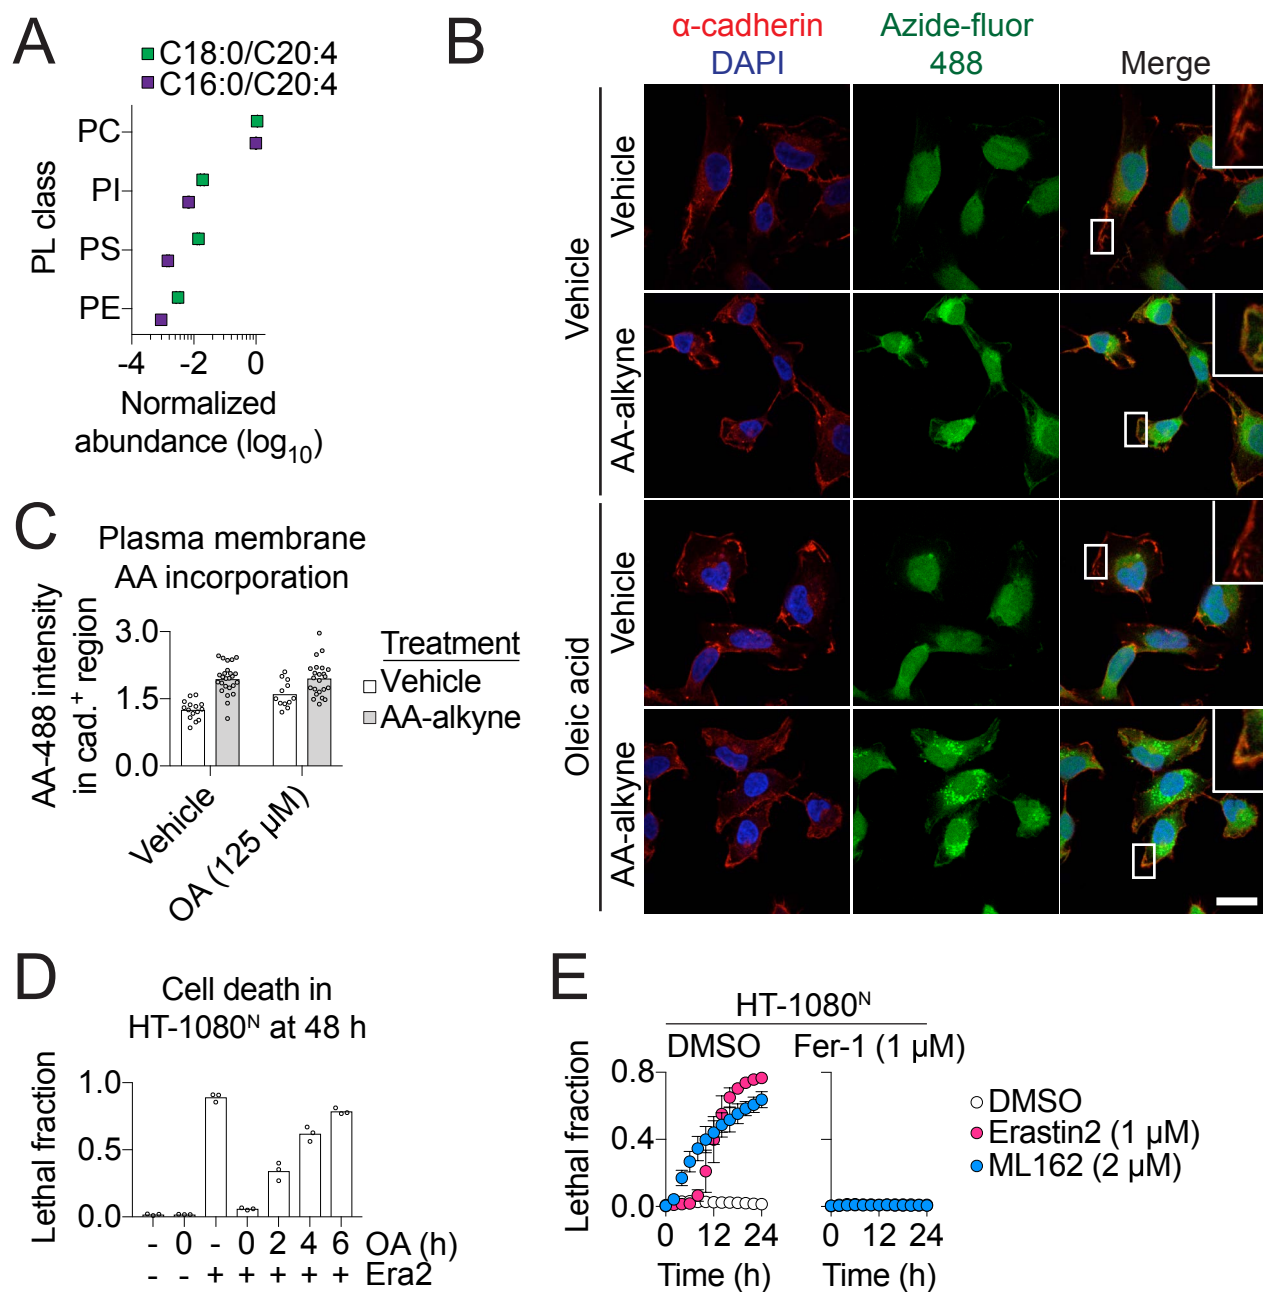 A
C18:0/C20:4
C16:0/C20:4
PL class
PC
PI
PS
PE
-4 -2 0
Normalized
abundance (log10)
B
α-cadherin
DAPI
Azide-fluor
488
Merge
Vehicle
Vehicle
AA-alkyne
Oleic acid
Vehicle
AA-alkyne
C
Plasma membrane
AA incorporation
AA-488 intensity
in cad.+ region
3.0
1.5
0.0
Vehicle
OA (125 µM)
Treatment
Vehicle
AA-alkyne
D
Cell death in
HT-1080N at 48 h
Lethal fraction
1.0
0.5
0.0
- 0 - 0 2 4 6 OA (h)
- - + + + + + Era2
E
HT-1080N
DMSO Fer-1 (1 µM)
Lethal fraction
0.8
0.4
0.0
0 12 24 0 12 24
Time (h) Time (h)
DMSO
Erastin2 (1 µM)
ML162 (2 µM)